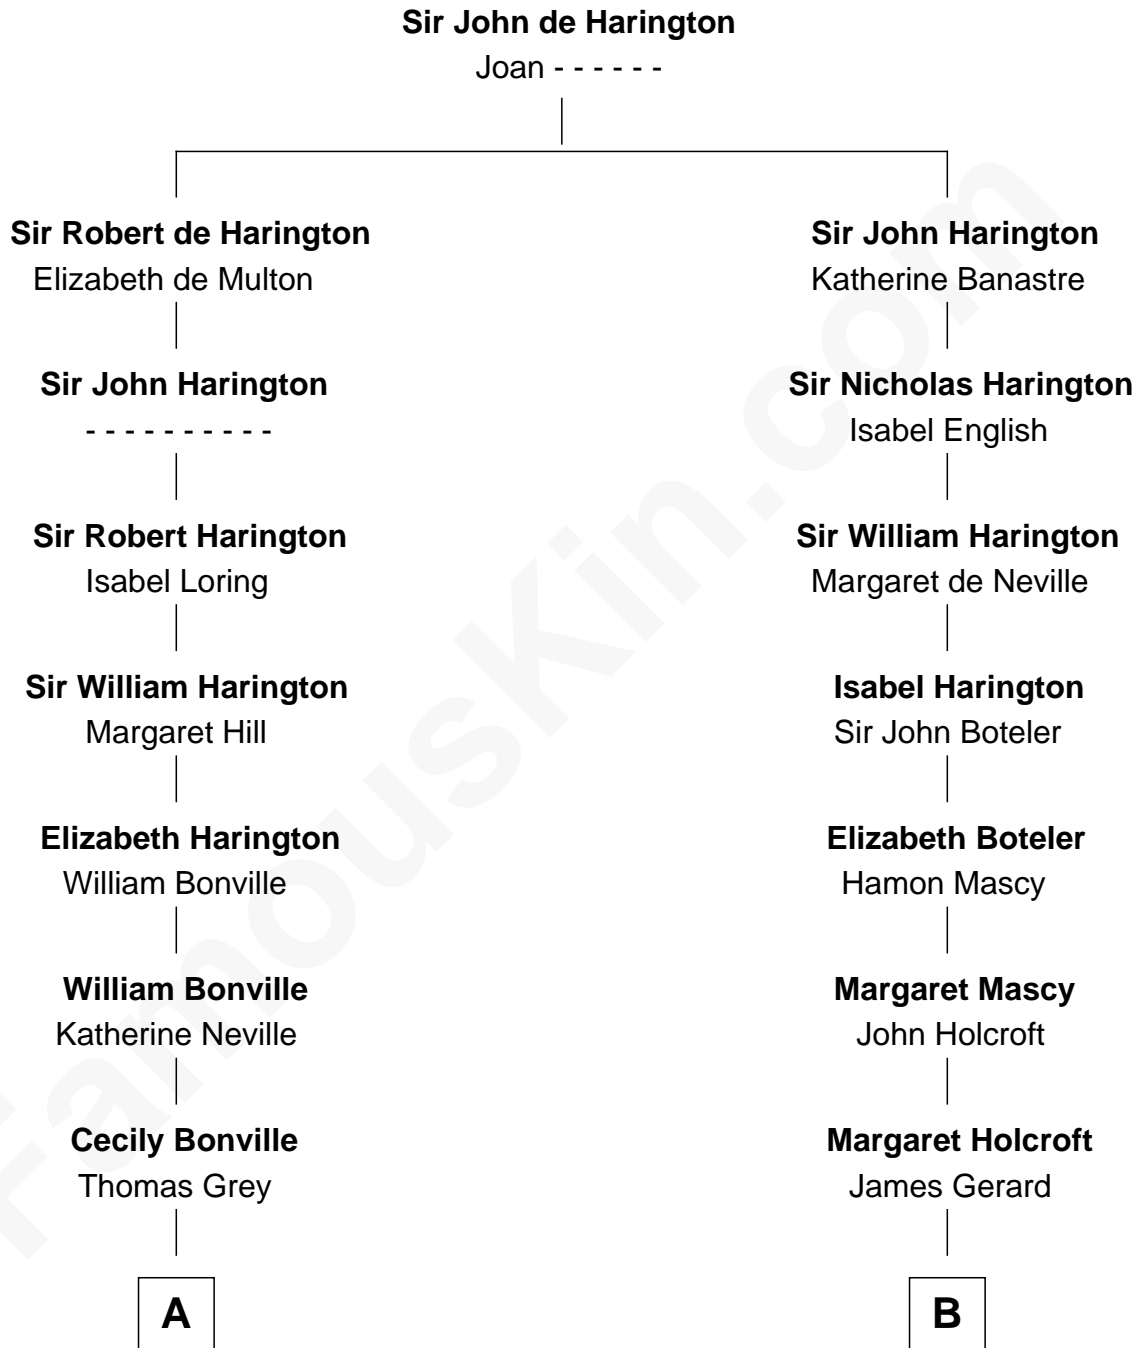 Sir John de Harington
Joan - - - - - -
Sir Robert de Harington
Elizabeth de Multon
Sir John Harington
Katherine Banastre
Sir John Harington
- - - - - - - - - -
Sir Nicholas Harington
Isabel English
Sir Robert Harington
Isabel Loring
Sir William Harington
Margaret de Neville
Sir William Harington
Margaret Hill
Isabel Harington
Sir John Boteler
Elizabeth Harington
William Bonville
Elizabeth Boteler
Hamon Mascy
William Bonville
Katherine Neville
Margaret Mascy
John Holcroft
Cecily Bonville
Thomas Grey
Margaret Holcroft
James Gerard
A
B
FamousKin.com